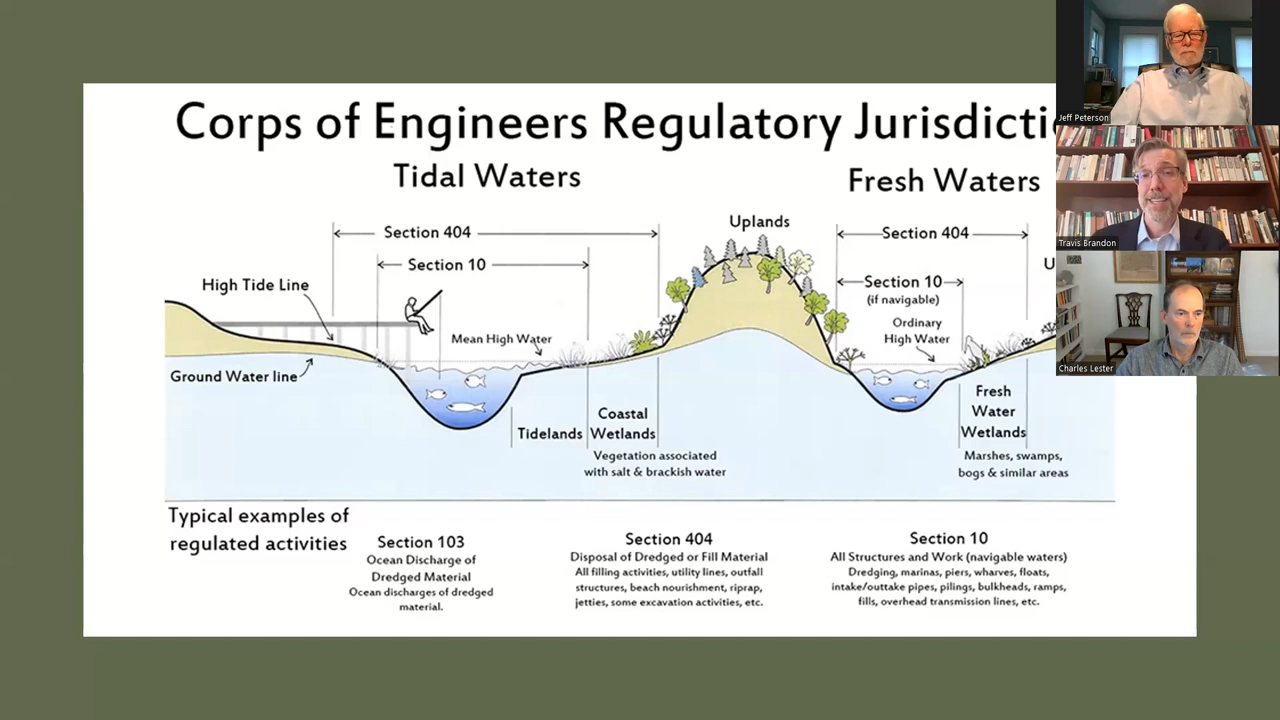 Corps of Engineers Regulatory Jurisdicti
Tidal Waters
Fresh Waters
Section 404
Section 10
High Tide Line
Mean High Water
Ground Water line
Tidelands
Coastal
Wetlands
Vegetation associated
with salt & brackish water
Uplands
Section 404
Section 10
(if navigable)
Ordinary
High Water
U
Fresh
Water
Wetlands
Marshes, swamps,
bogs & similar areas
Typical examples of
regulated activities
Section 103
Ocean Discharge of
Dredged Material
Ocean discharges of dredged
material.
Section 404
Disposal of Dredged or Fill Material
All filling activities, utility lines, outfall
structures, beach nourishment, riprap,
jetties, some excavation activities, etc.
Section 10
All Structures and Work (navigable waters)
Dredging, marinas, piers, wharves, floats,
intake/outtake pipes, pilings, bulkheads, ramps,
fills, overhead transmission lines, etc.
Jeff Peterson
Travis Brandon
Charles Lester